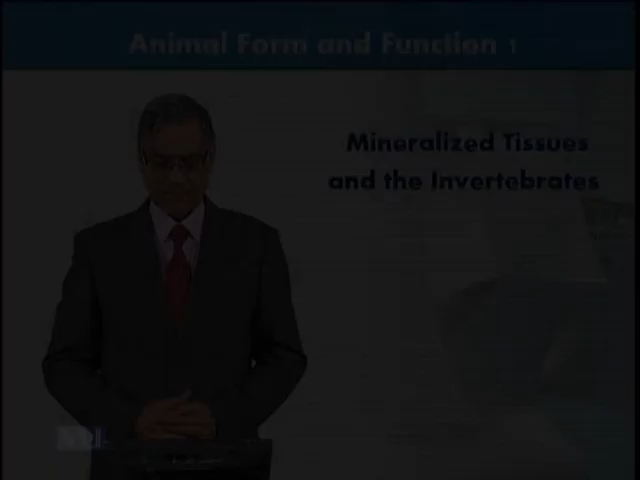 Animal Form and Function 1
Mineralized Tissues
and the Invertebrates